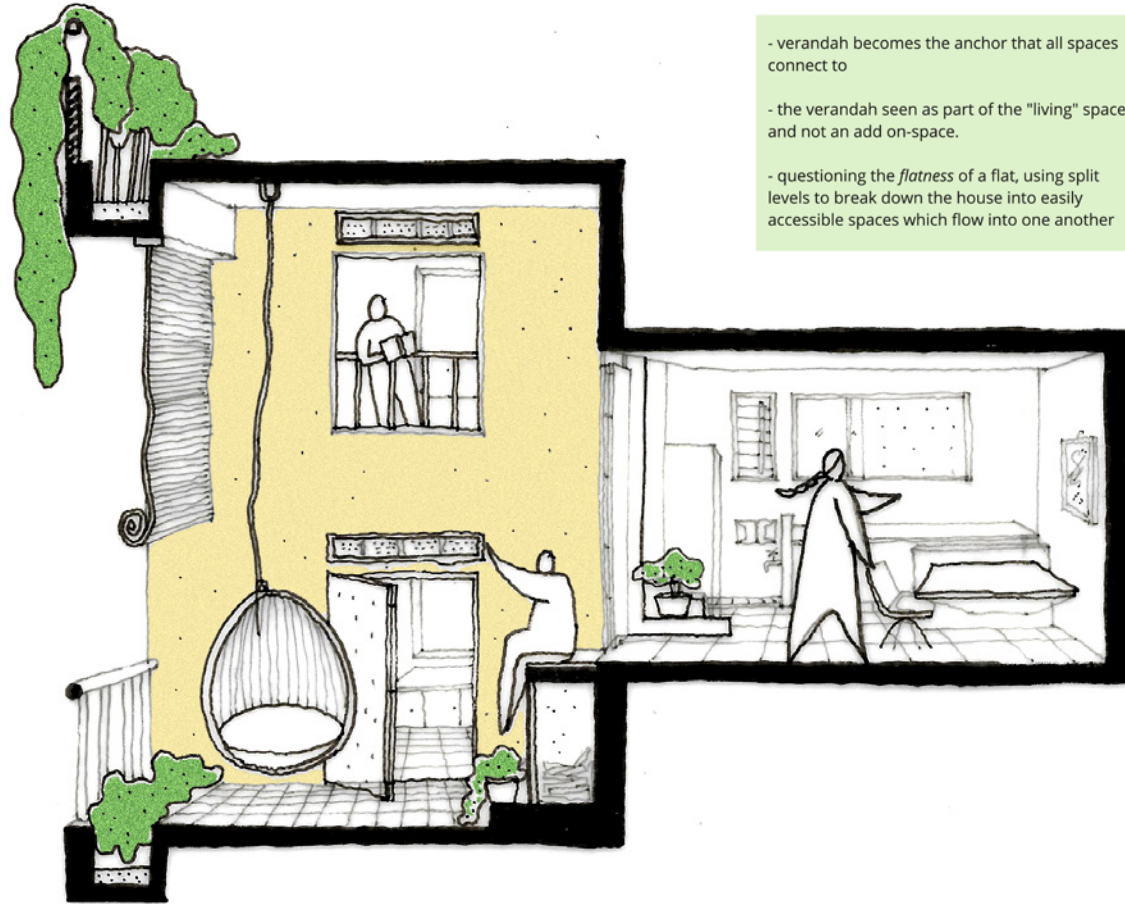 - verandah becomes the anchor that all spaces
connect to
- the verandah seen as part of the "living" space
and not an add on-space.
- questioning the flatness of a flat, using split
levels to break down the house into easily
accessible spaces which flow into one another